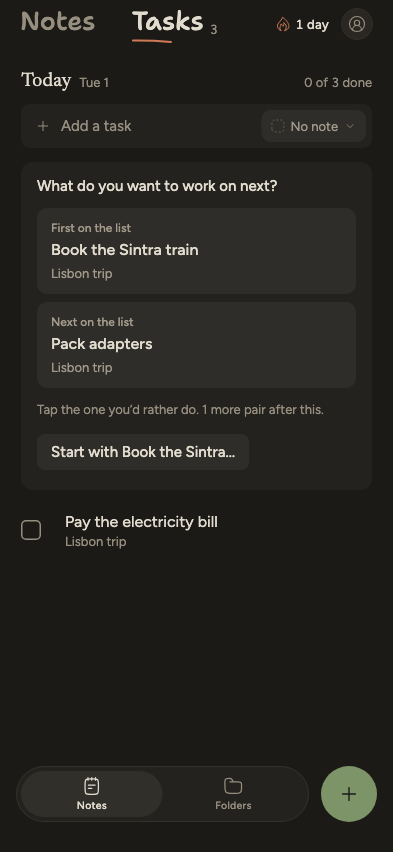 Notes Tasks 3 1 day
Today Tue 1 0 of 3 done
Add a task No note
What do you want to work on next?
First on the list
Book the Sintra train
Lisbon trip
Next on the list
Pack adapters
Lisbon trip
Tap the one you'd rather do. 1 more pair after this.
Start with Book the Sintra...
Pay the electricity bill
Lisbon trip
Notes Folders